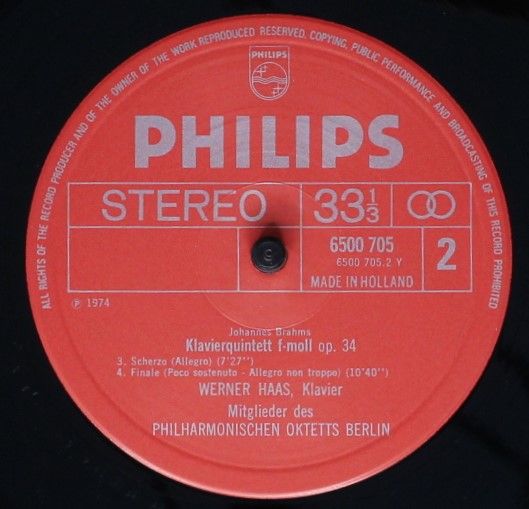 ALL RIGHTS OF THE RECORD PRODUCER AND OF THE OWNER OF THE WORK REPRODUCED RESERVED. COPYING, PUBLIC PERFORMANCE AND BROADCASTING OF THIS RECORD PROHIBITED
PHILIPS
PHILIPS
STEREO 33 1/3
6500 705
6500 705.2 Y 2
MADE IN HOLLAND
℗ 1974
Johannes Brahms
Klavierquintett f-moll op. 34
3. Scherzo (Allegro) (7'27'')
4. Finale (Poco sostenuto - Allegro non troppo) (10'40'')
WERNER HAAS, Klavier
Mitglieder des
PHILHARMONISCHEN OKTETTS BERLIN